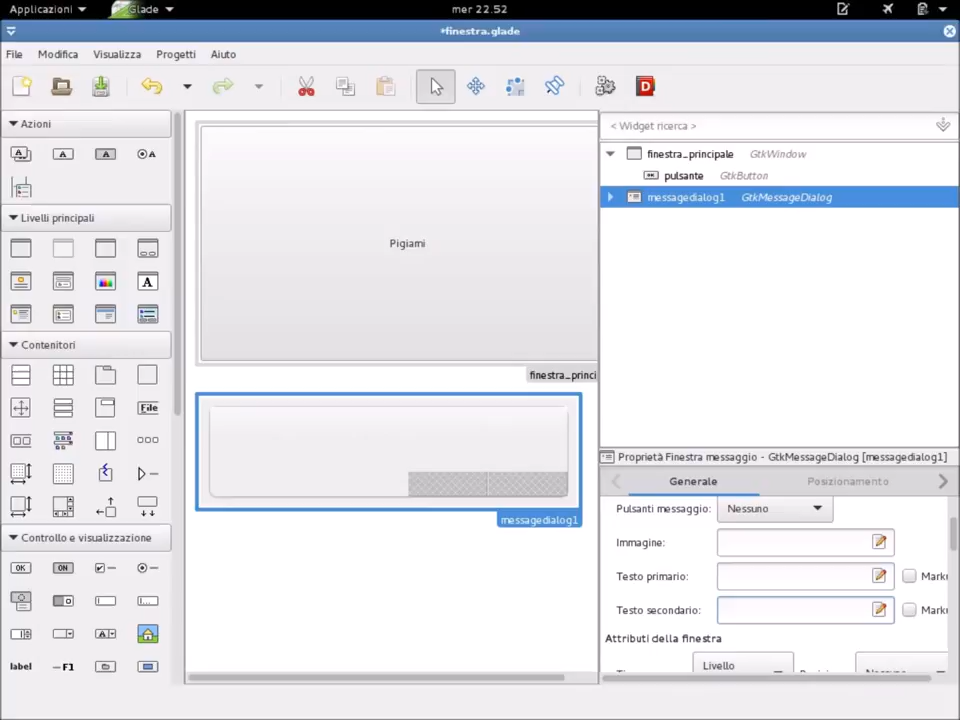 Applicazioni Glade mer 22.52
*finestra.glade
File Modifica Visualizza Progetti Aiuto
D
Azioni
< Widget ricerca >
A A A A
finestra_principale GtkWindow
pulsante GtkButton
messagedialog1 GtkMessageDialog
Livelli principali
Pigiami
A
Contenitori
finestra_princi
File
Proprietà Finestra messaggio - GtkMessageDialog [messagedialog1]
Generale Posizionamento
Pulsanti messaggio: Nessuno
messagedialog1
Controllo e visualizzazione
Immagine:
OK ON
Testo primario: Marku
Testo secondario: Marku
A
Attributi della finestra
label F1
Livello